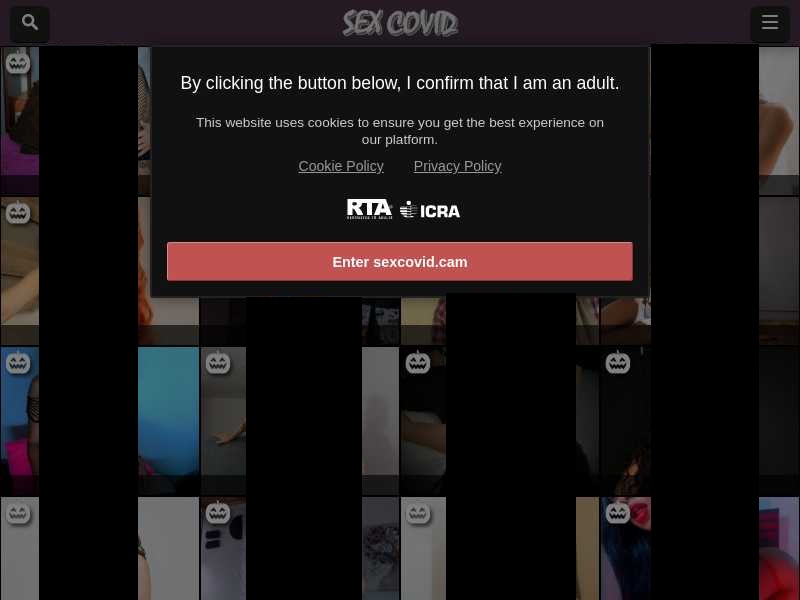 SEX COVID
By clicking the button below, I confirm that I am an adult.
This website uses cookies to ensure you get the best experience on
our platform.
Cookie Policy Privacy Policy
RTA ICRA
Enter sexcovid.cam